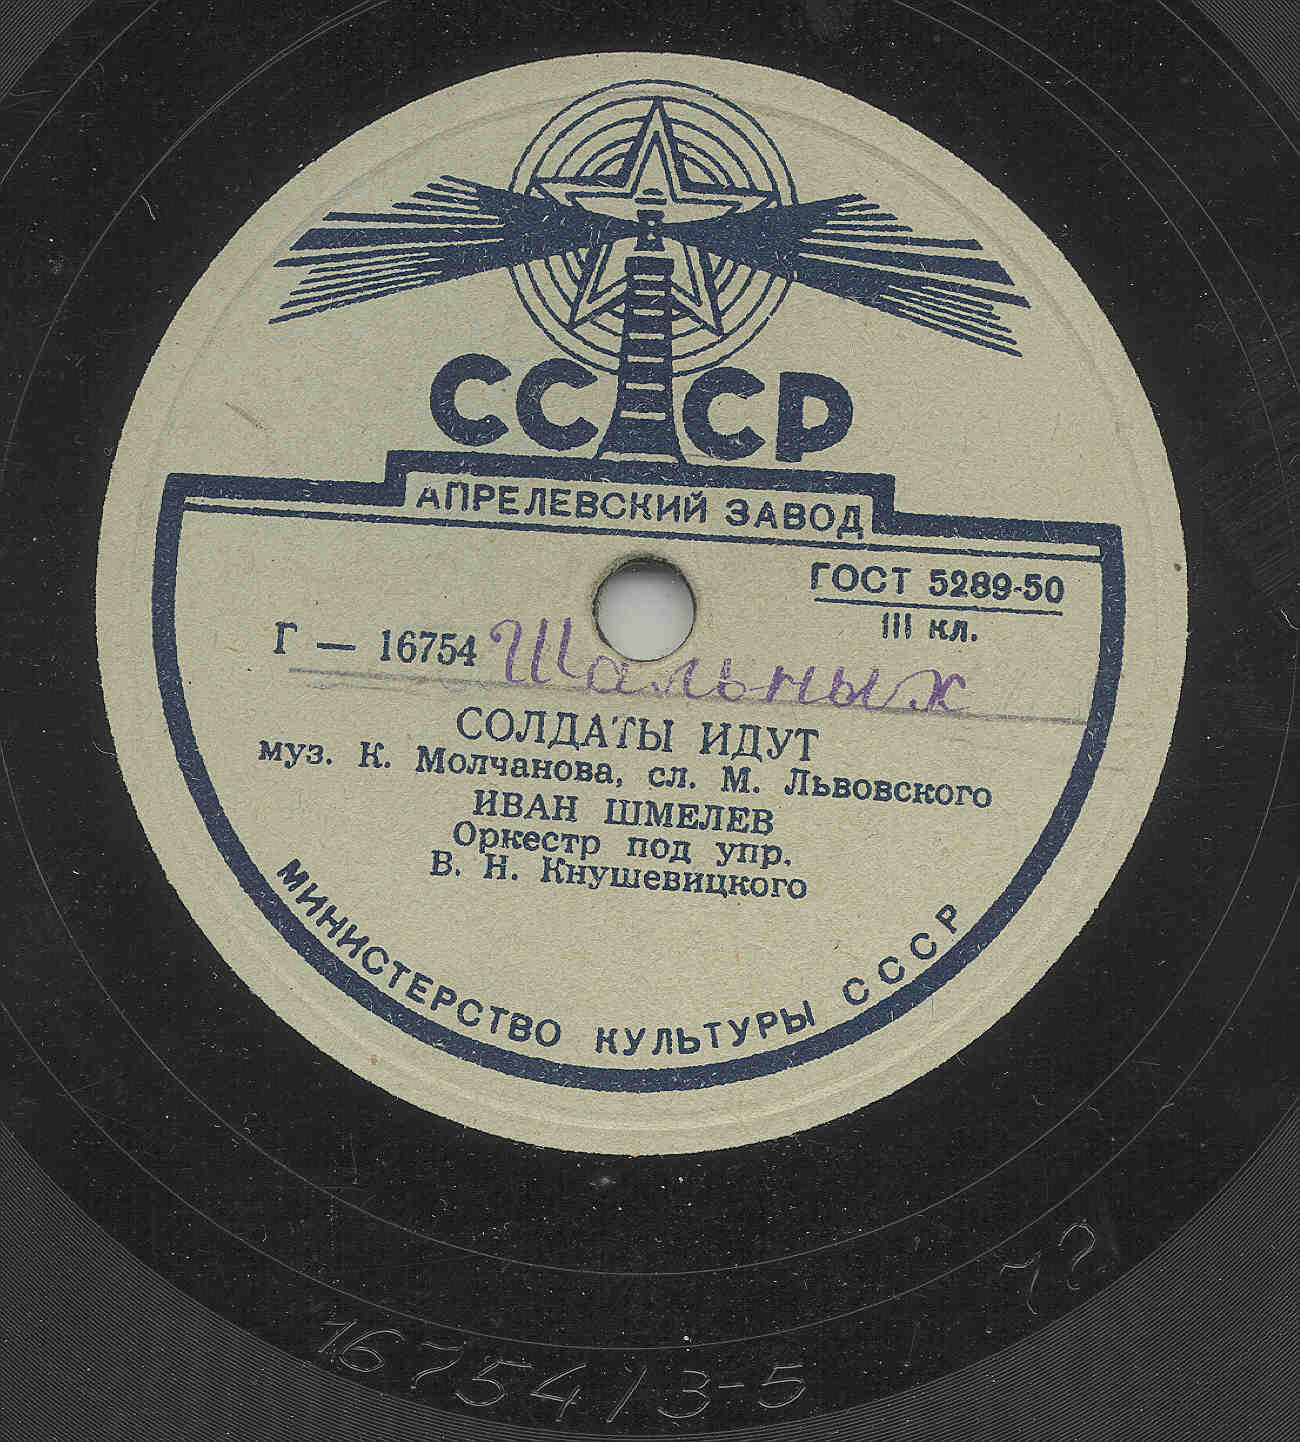 СССР
АПРЕЛЕВСКИЙ ЗАВОД
ГОСТ 5289-50
III кл.
Г — 16754 Шальных
СОЛДАТЫ ИДУТ
муз. К. Молчанова, сл. М. Львовского
ИВАН ШМЕЛЕВ
Оркестр под упр.
В. Н. Кнушевицкого
МИНИСТЕРСТВО КУЛЬТУРЫ СССР
16754/3-5